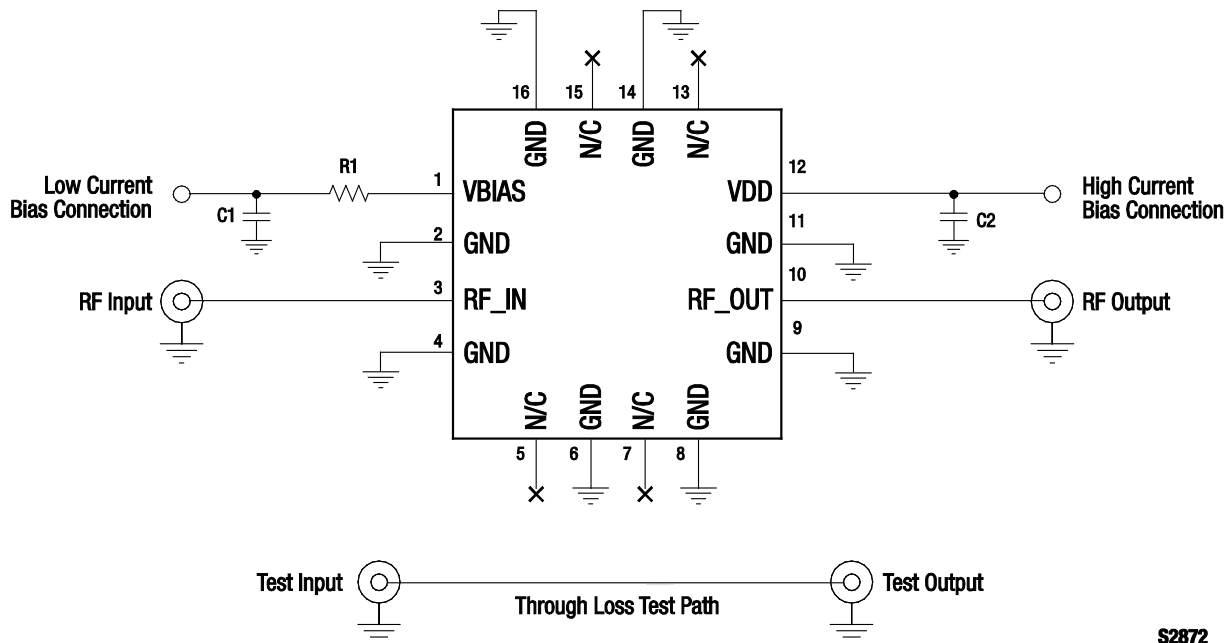 16 15 14 13
GND N/C GND N/C
Low Current
Bias Connection
C1
R1
1 VBIAS
2 GND
RF Input
3 RF_IN
4 GND
12
VDD
High Current
Bias Connection
C2
11
GND
10
RF_OUT
RF Output
9
GND
N/C GND N/C GND
5 6 7 8
Test Input
Through Loss Test Path
Test Output
S2872